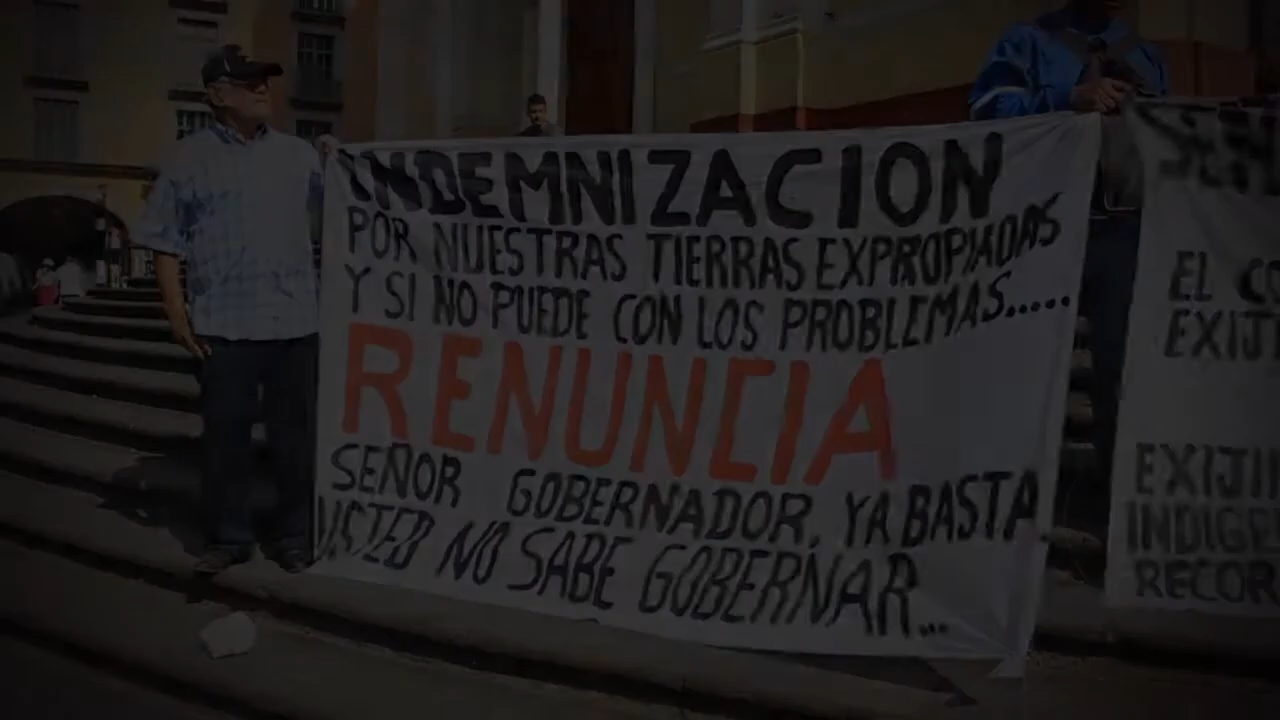 INDEMNIZACION
POR NUESTRAS TIERRAS EXPROPIADAS
Y SI NO PUEDE CON LOS PROBLEMAS.....
RENUNCIA
SEÑOR GOBERNADOR, YA BASTA.
USTED NO SABE GOBERNAR...
EL
EXIJI
EXIJI
INDIGE
RECOR